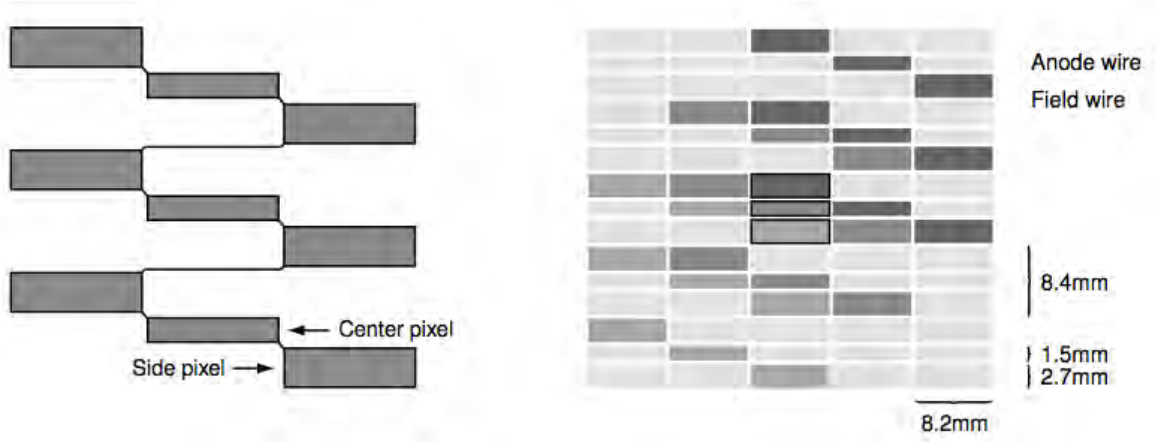 Anode wire
Field wire
8.4mm
Center pixel
Side pixel
1.5mm
2.7mm
8.2mm